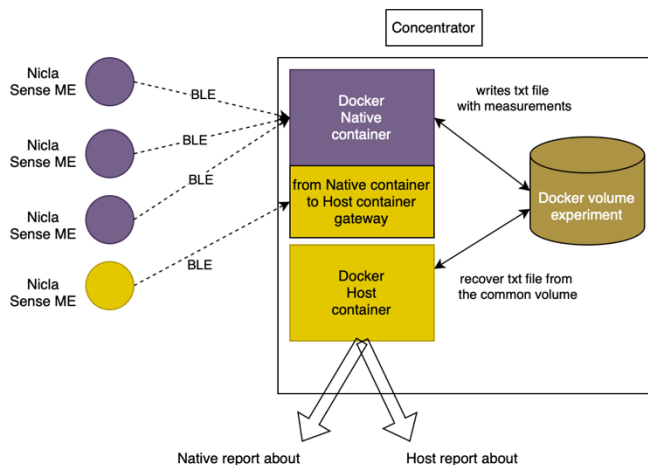 Concentrator
Nicla
Sense ME
BLE
Nicla
Sense ME
BLE
Nicla
Sense ME
BLE
Nicla
Sense ME
BLE
Docker
Native
container
from Native container
to Host container
gateway
Docker
Host
container
writes txt file
with measurements
Docker volume
experiment
recover txt file from
the common volume
Native report about
Host report about